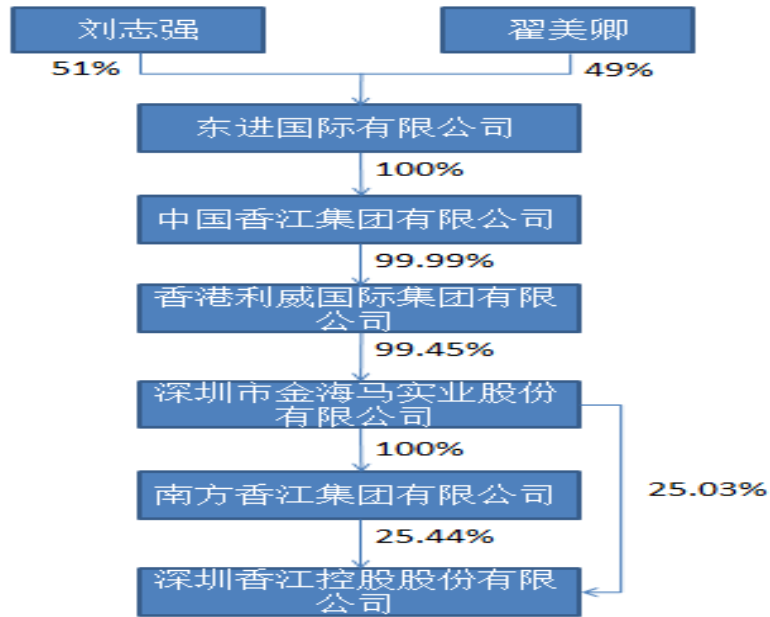 刘志强
翟美卿
51%
49%
东进国际有限公司
100%
中国香江集团有限公司
99.99%
香港利威国际集团有限
公司
99.45%
深圳市金海马实业股份
有限公司
100%
南方香江集团有限公司
25.03%
25.44%
深圳香江控股股份有限
公司